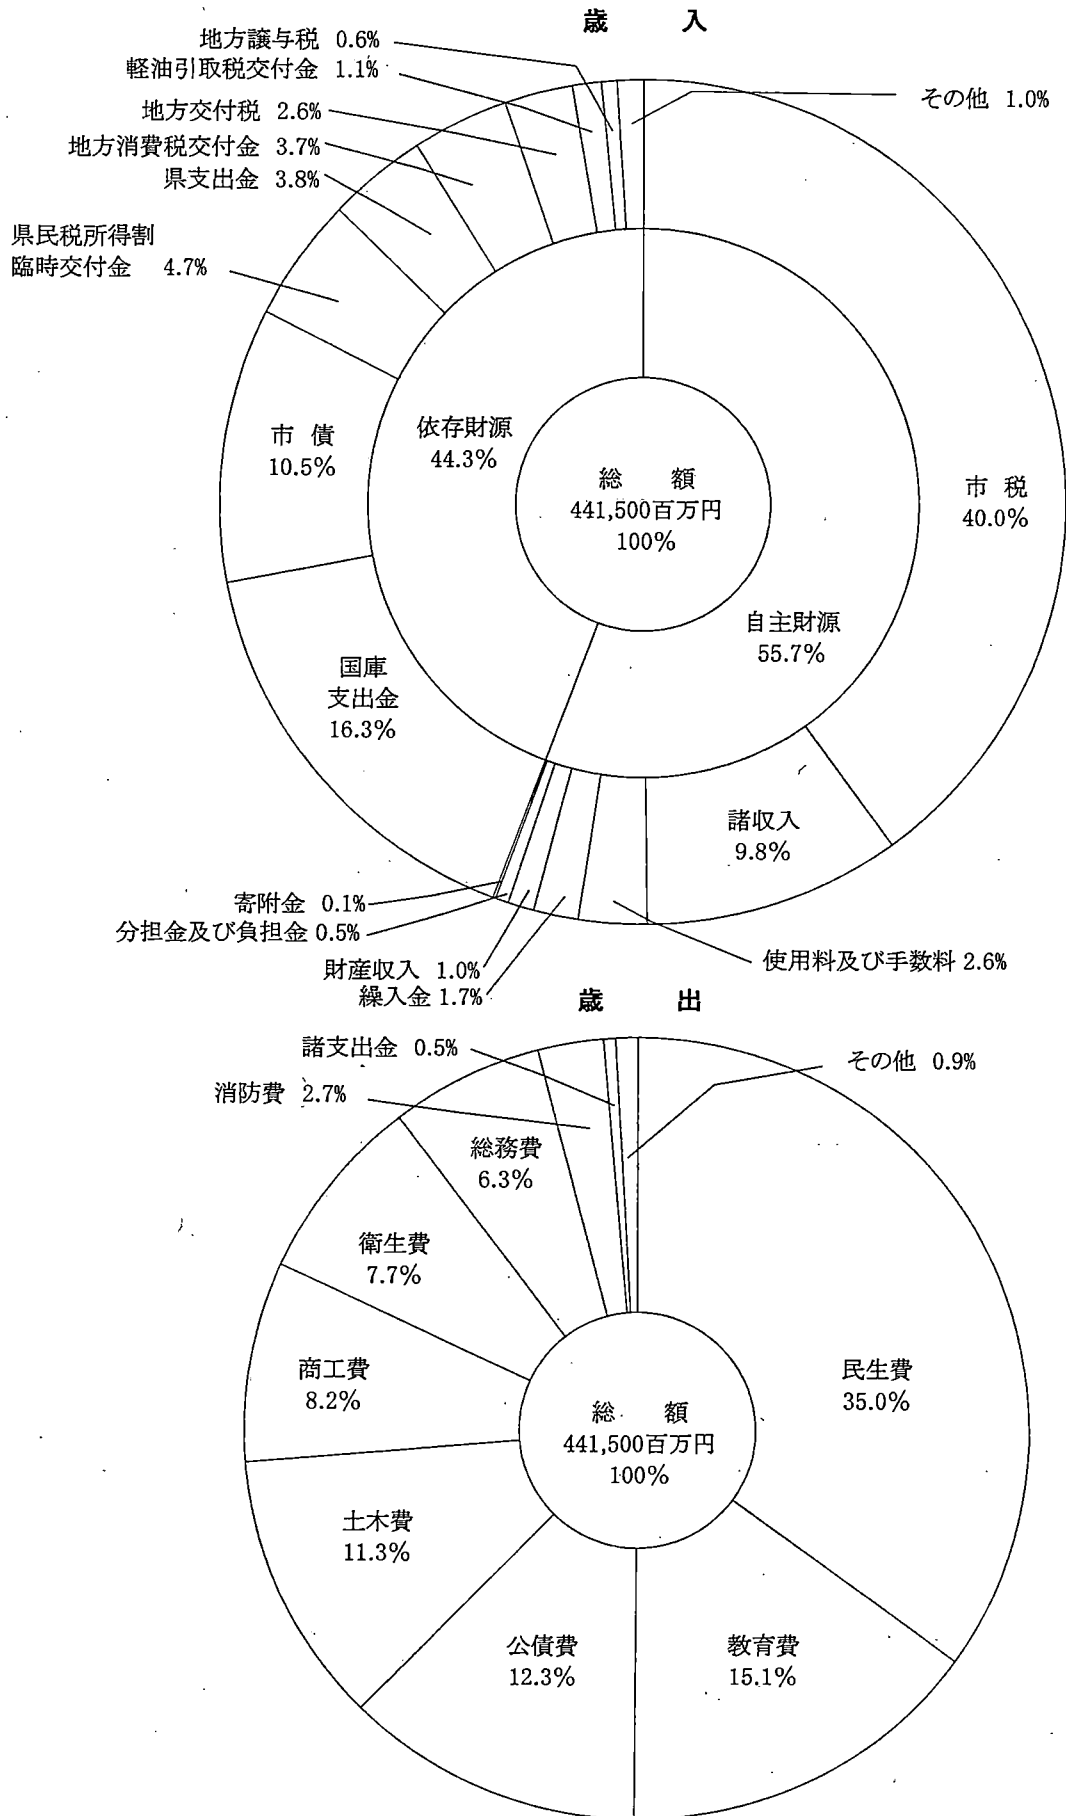 歳 入
地方譲与税 0.6%
軽油引取税交付金 1.1%
地方交付税 2.6%
地方消費税交付金 3.7%
県支出金 3.8%
県民税所得割
臨時交付金 4.7%
その他 1.0%
市 債
10.5%
依存財源
44.3%
総 額
441,500百万円
100%
市 税
40.0%
自主財源
55.7%
国庫
支出金
16.3%
諸収入
9.8%
寄附金 0.1%
分担金及び負担金 0.5%
財産収入 1.0%
繰入金 1.7%
使用料及び手数料 2.6%
歳 出
諸支出金 0.5%
消防費 2.7%
その他 0.9%
総務費
6.3%
衛生費
7.7%
商工費
8.2%
民生費
35.0%
総 額
441,500百万円
100%
土木費
11.3%
公債費
12.3%
教育費
15.1%